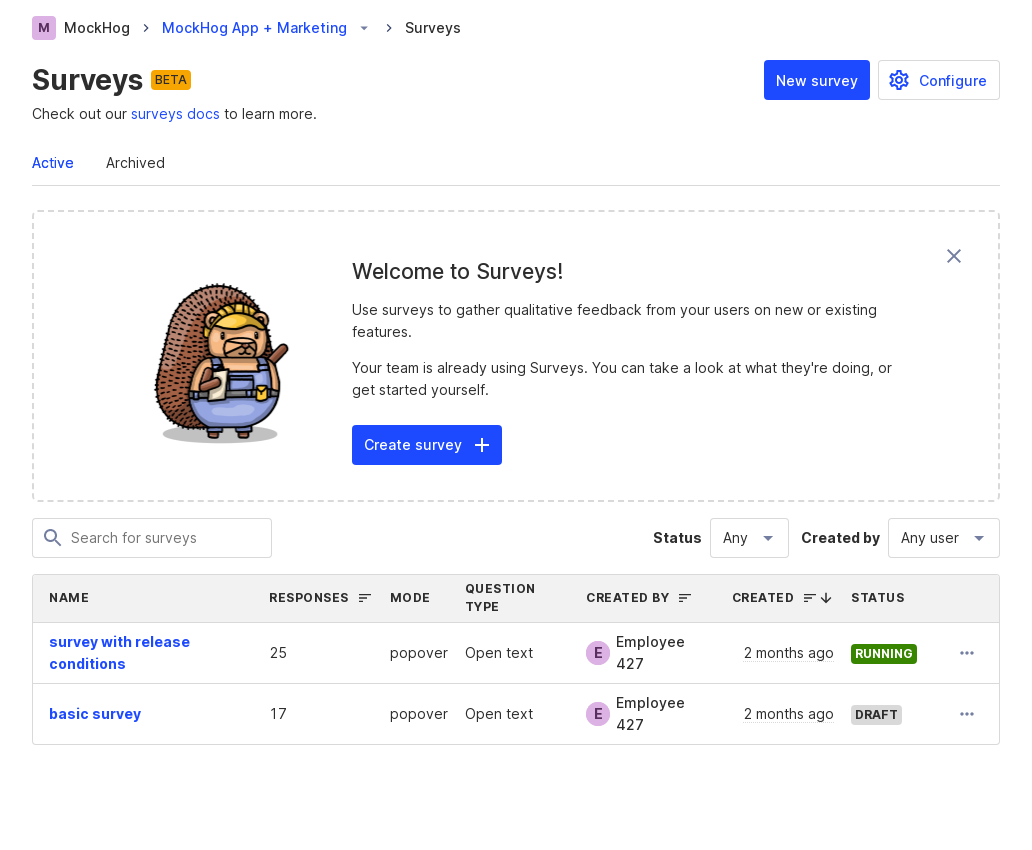 M MockHog MockHog App + Marketing Surveys
Surveys BETA
New survey Configure
Check out our surveys docs to learn more.
Active Archived
Welcome to Surveys!
Use surveys to gather qualitative feedback from your users on new or existing
features.
Your team is already using Surveys. You can take a look at what they're doing, or
get started yourself.
Create survey
Search for surveys Status Any Created by Any user
NAME RESPONSES MODE QUESTION TYPE CREATED BY CREATED STATUS
survey with release conditions 25 popover Open text E Employee 427 2 months ago RUNNING
basic survey 17 popover Open text E Employee 427 2 months ago DRAFT